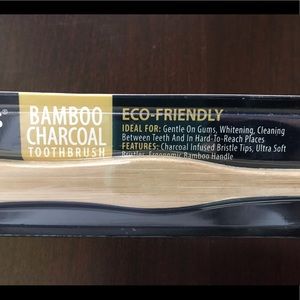 BAMBOO
CHARCOAL
TOOTHBRUSH
ECO-FRIENDLY
IDEAL FOR: Gentle On Gums, Whitening, Cleaning
Between Teeth And In Hard-To-Reach Places
FEATURES: Charcoal Infused Bristle Tips, Ultra Soft
Bristles, Ergonomic Bamboo Handle